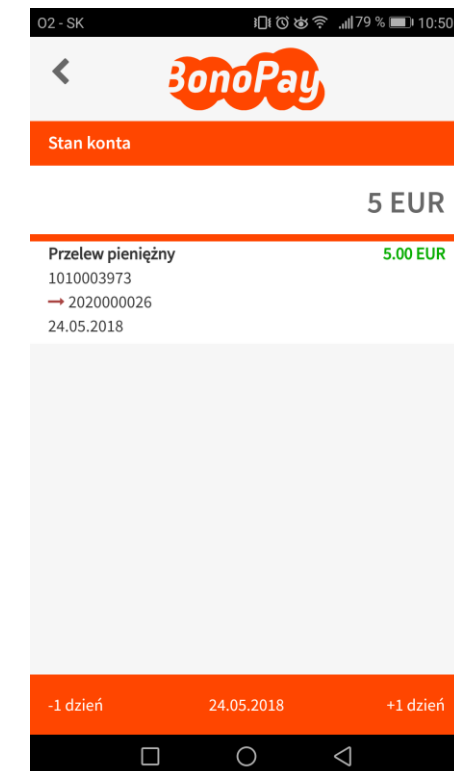 O2 - SK 79 % 10:50
BonoPay
Stan konta
5 EUR
Przelew pieniężny 5.00 EUR
1010003973
→ 2020000026
24.05.2018
-1 dzień 24.05.2018 +1 dzień